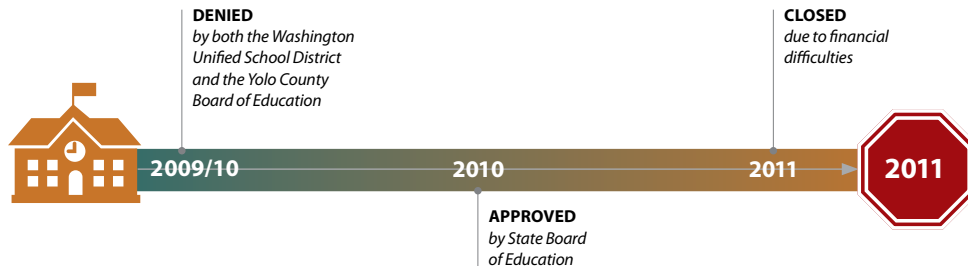 DENIED
by both the Washington
Unified School District
and the Yolo County
Board of Education
CLOSED
due to financial
difficulties
2009/10
2010
2011
2011
APPROVED
by State Board
of Education